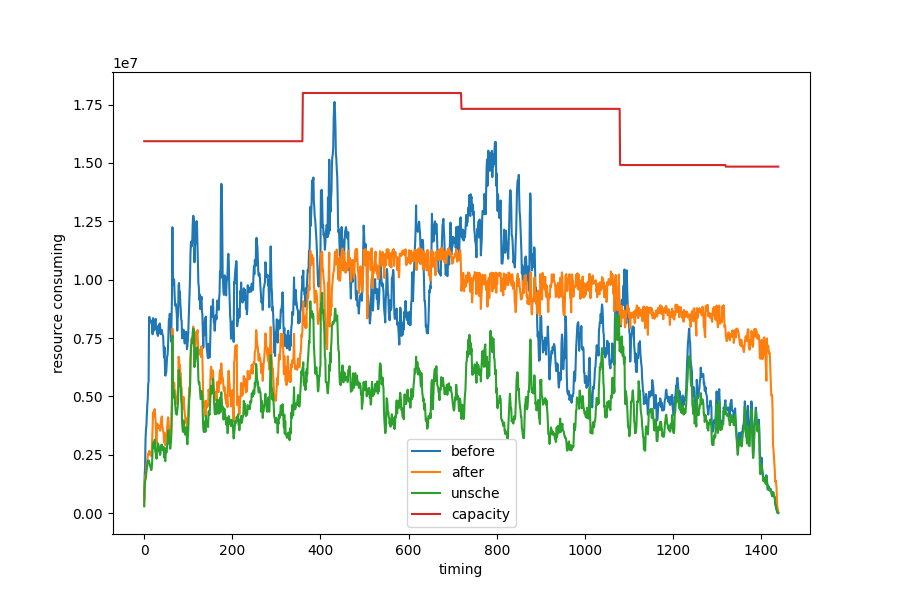 1e7
resource consuming
1.75
1.50
1.25
1.00
0.75
0.50
0.25
0.00
before
after
unsche
capacity
0 200 400 600 800 1000 1200 1400
timing